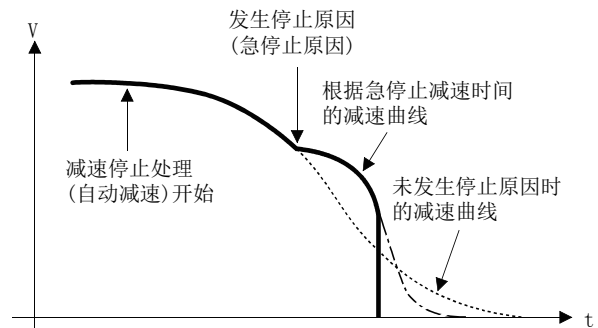 V
发生停止原因
(急停止原因)
根据急停止减速时间
的减速曲线
减速停止处理
(自动减速)开始
未发生停止原因时
的减速曲线
t